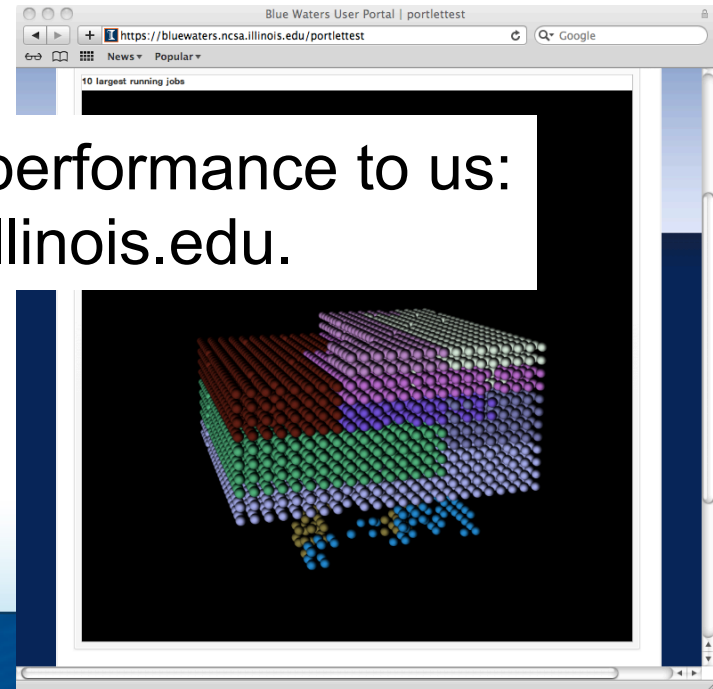 Blue Waters User Portal | portlettest
https://bluewaters.ncsa.illinois.edu/portlettest
Google
News Popular
10 largest running jobs
performance to us:
llinois.edu.